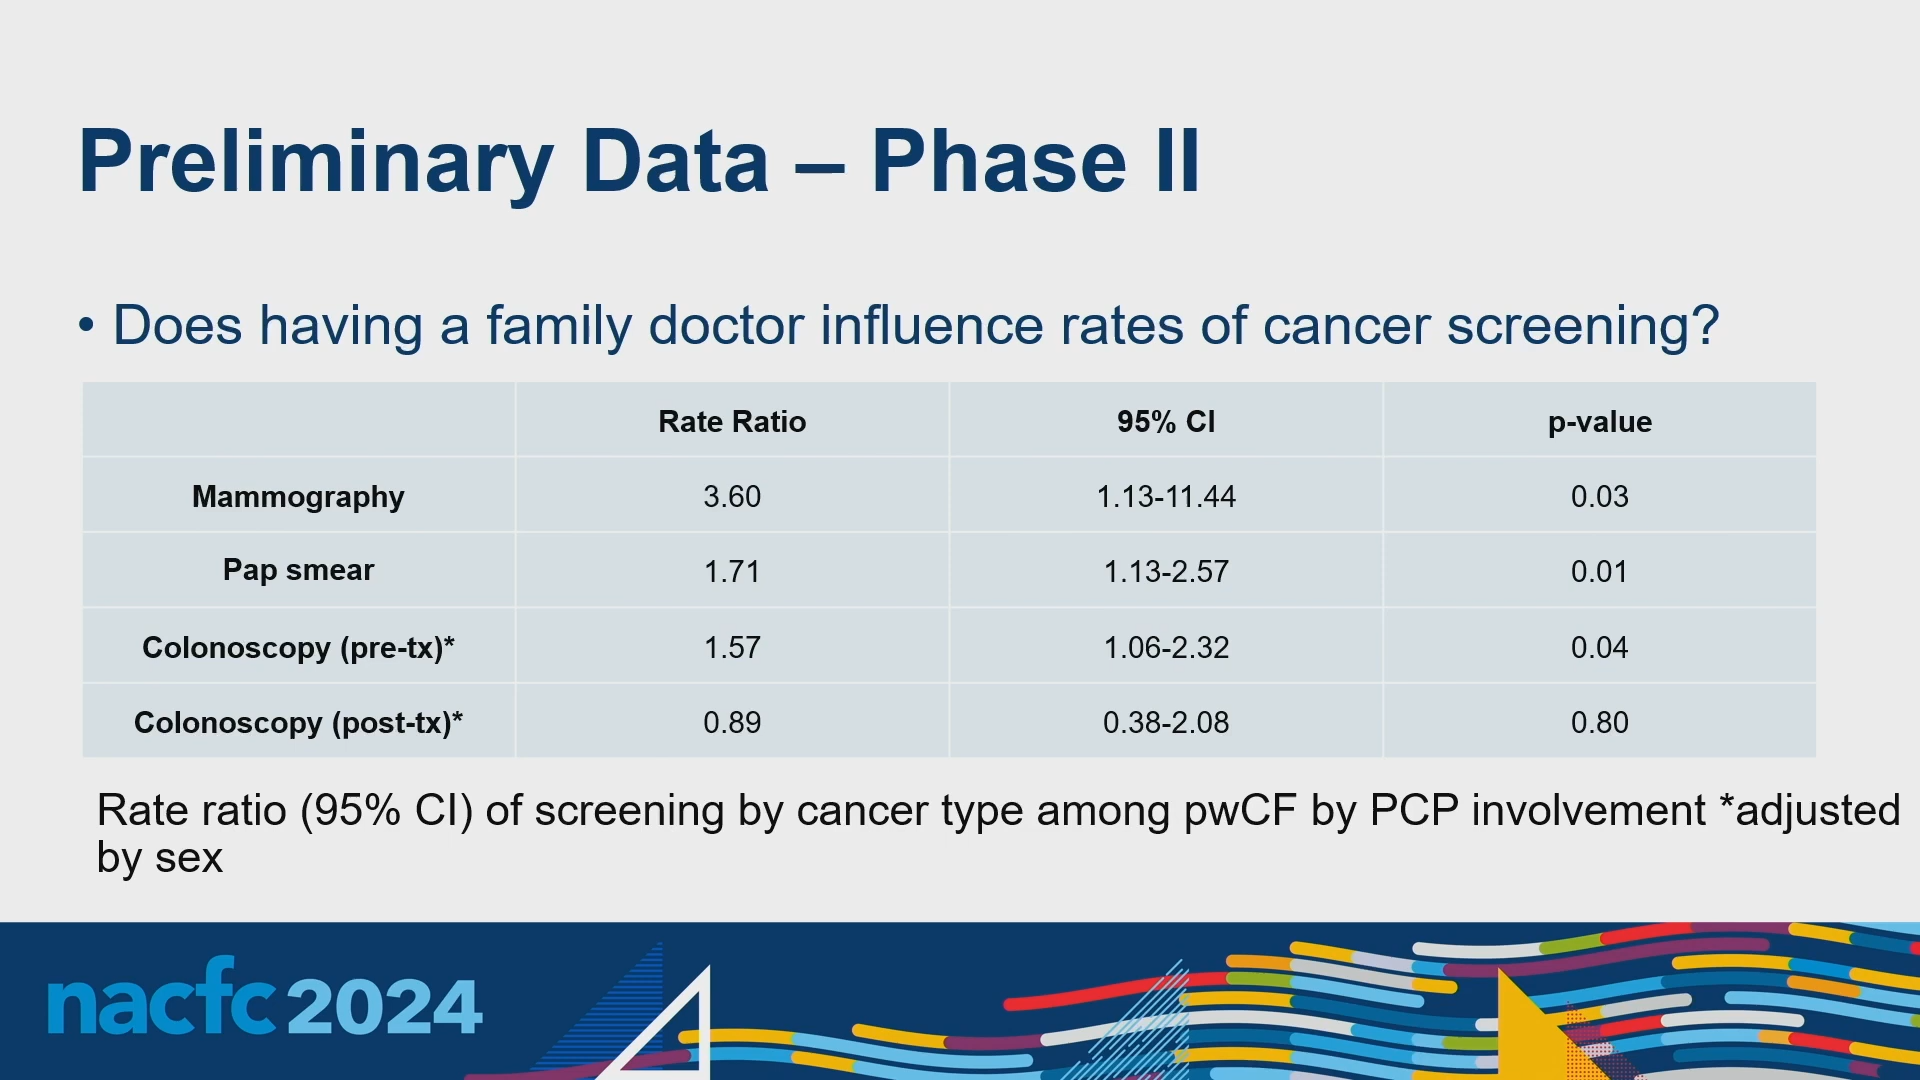 Preliminary Data – Phase II
• Does having a family doctor influence rates of cancer screening?
Rate Ratio 95% CI p-value
Mammography 3.60 1.13-11.44 0.03
Pap smear 1.71 1.13-2.57 0.01
Colonoscopy (pre-tx)* 1.57 1.06-2.32 0.04
Colonoscopy (post-tx)* 0.89 0.38-2.08 0.80
Rate ratio (95% CI) of screening by cancer type among pwCF by PCP involvement *adjusted
by sex
nacfc 2024